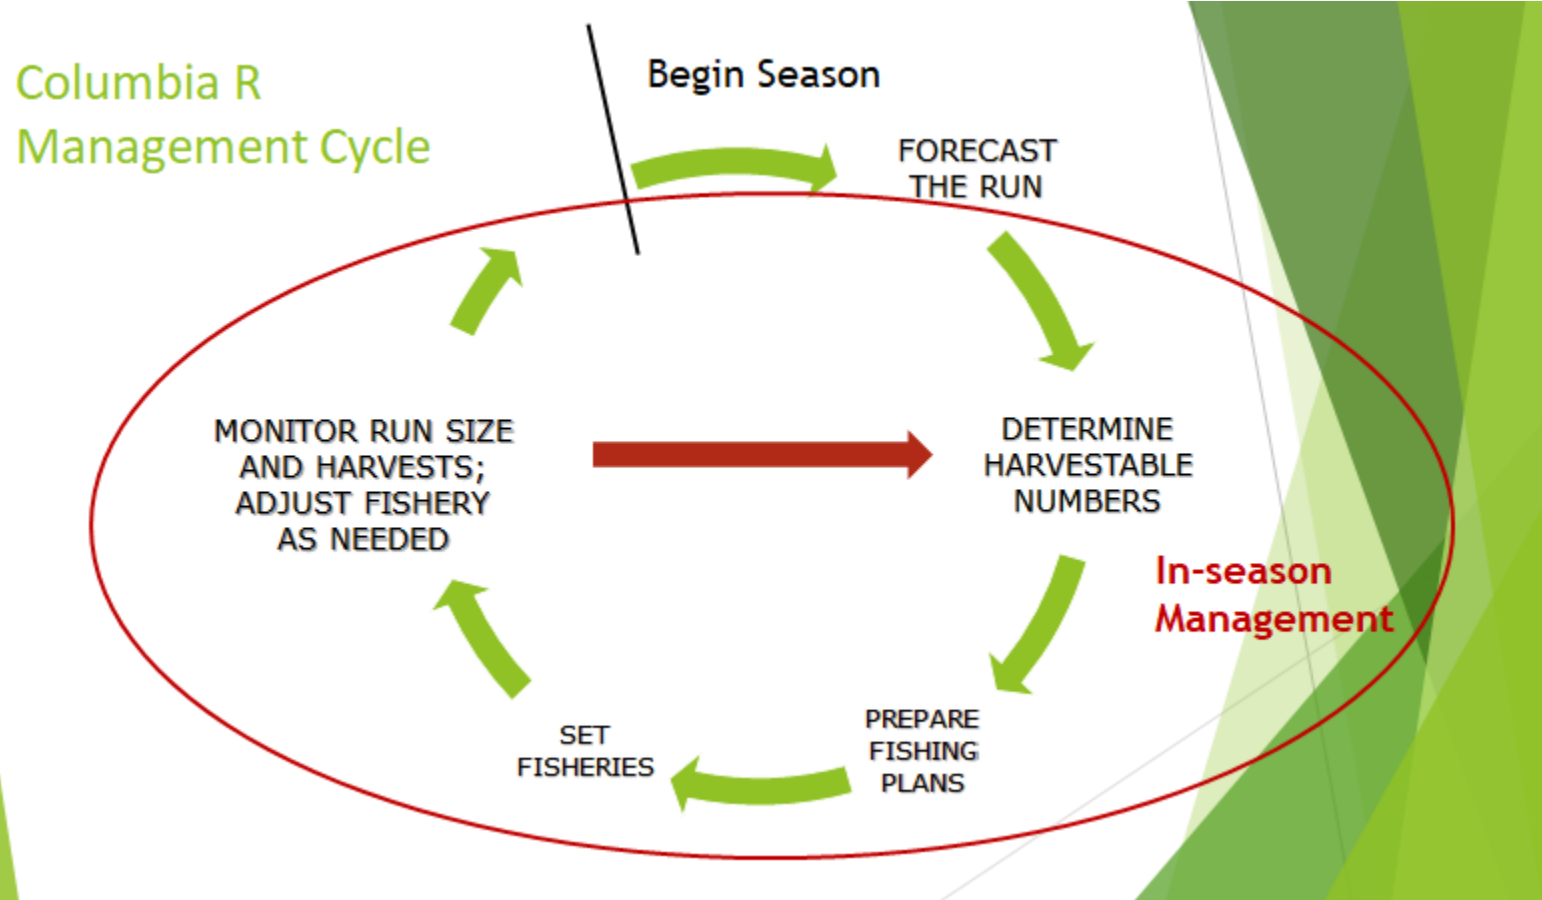 Columbia R
Management Cycle
Begin Season
FORECAST
THE RUN
MONITOR RUN SIZE
AND HARVESTS;
ADJUST FISHERY
AS NEEDED
DETERMINE
HARVESTABLE
NUMBERS
In-season
Management
SET
FISHERIES
PREPARE
FISHING
PLANS